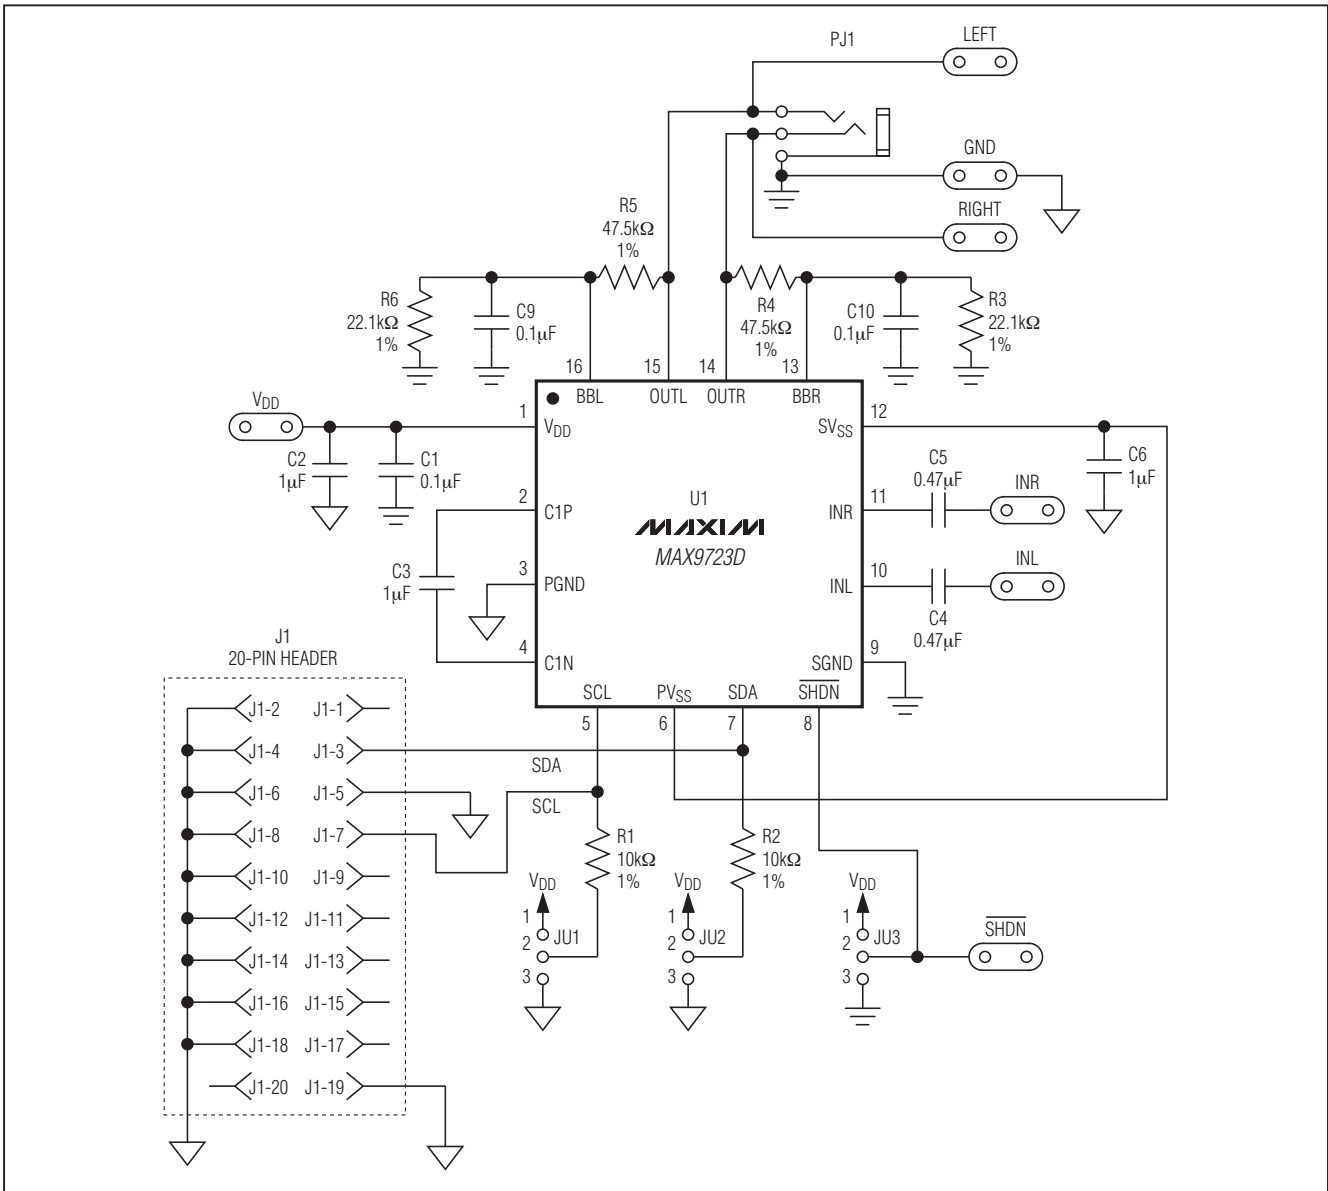 PJ1
LEFT
GND
RIGHT
R5
47.5kΩ
1%
R6
22.1kΩ
1%
C9
0.1µF
R4
47.5kΩ
1%
C10
0.1µF
R3
22.1kΩ
1%
16 15 14 13
BBL OUTL OUTR BBR
VDD
C2
1µF
C1
0.1µF
1
VDD
2
C1P
C3
1µF
3
PGND
4
C1N
U1
MAXIM
MAX9723D
12
SVSS
C6
1µF
11
INR
C5
0.47µF
INR
10
INL
C4
0.47µF
INL
9
SGND
SCL PVSS SDA SHDN
5 6 7 8
J1
20-PIN HEADER
J1-2 J1-1
J1-4 J1-3
J1-6 J1-5
J1-8 J1-7
J1-10 J1-9
J1-12 J1-11
J1-14 J1-13
J1-16 J1-15
J1-18 J1-17
J1-20 J1-19
SDA
SCL
R1
10kΩ
1%
R2
10kΩ
1%
VDD
1
2
3
JU1
VDD
1
2
3
JU2
VDD
1
2
3
JU3
SHDN